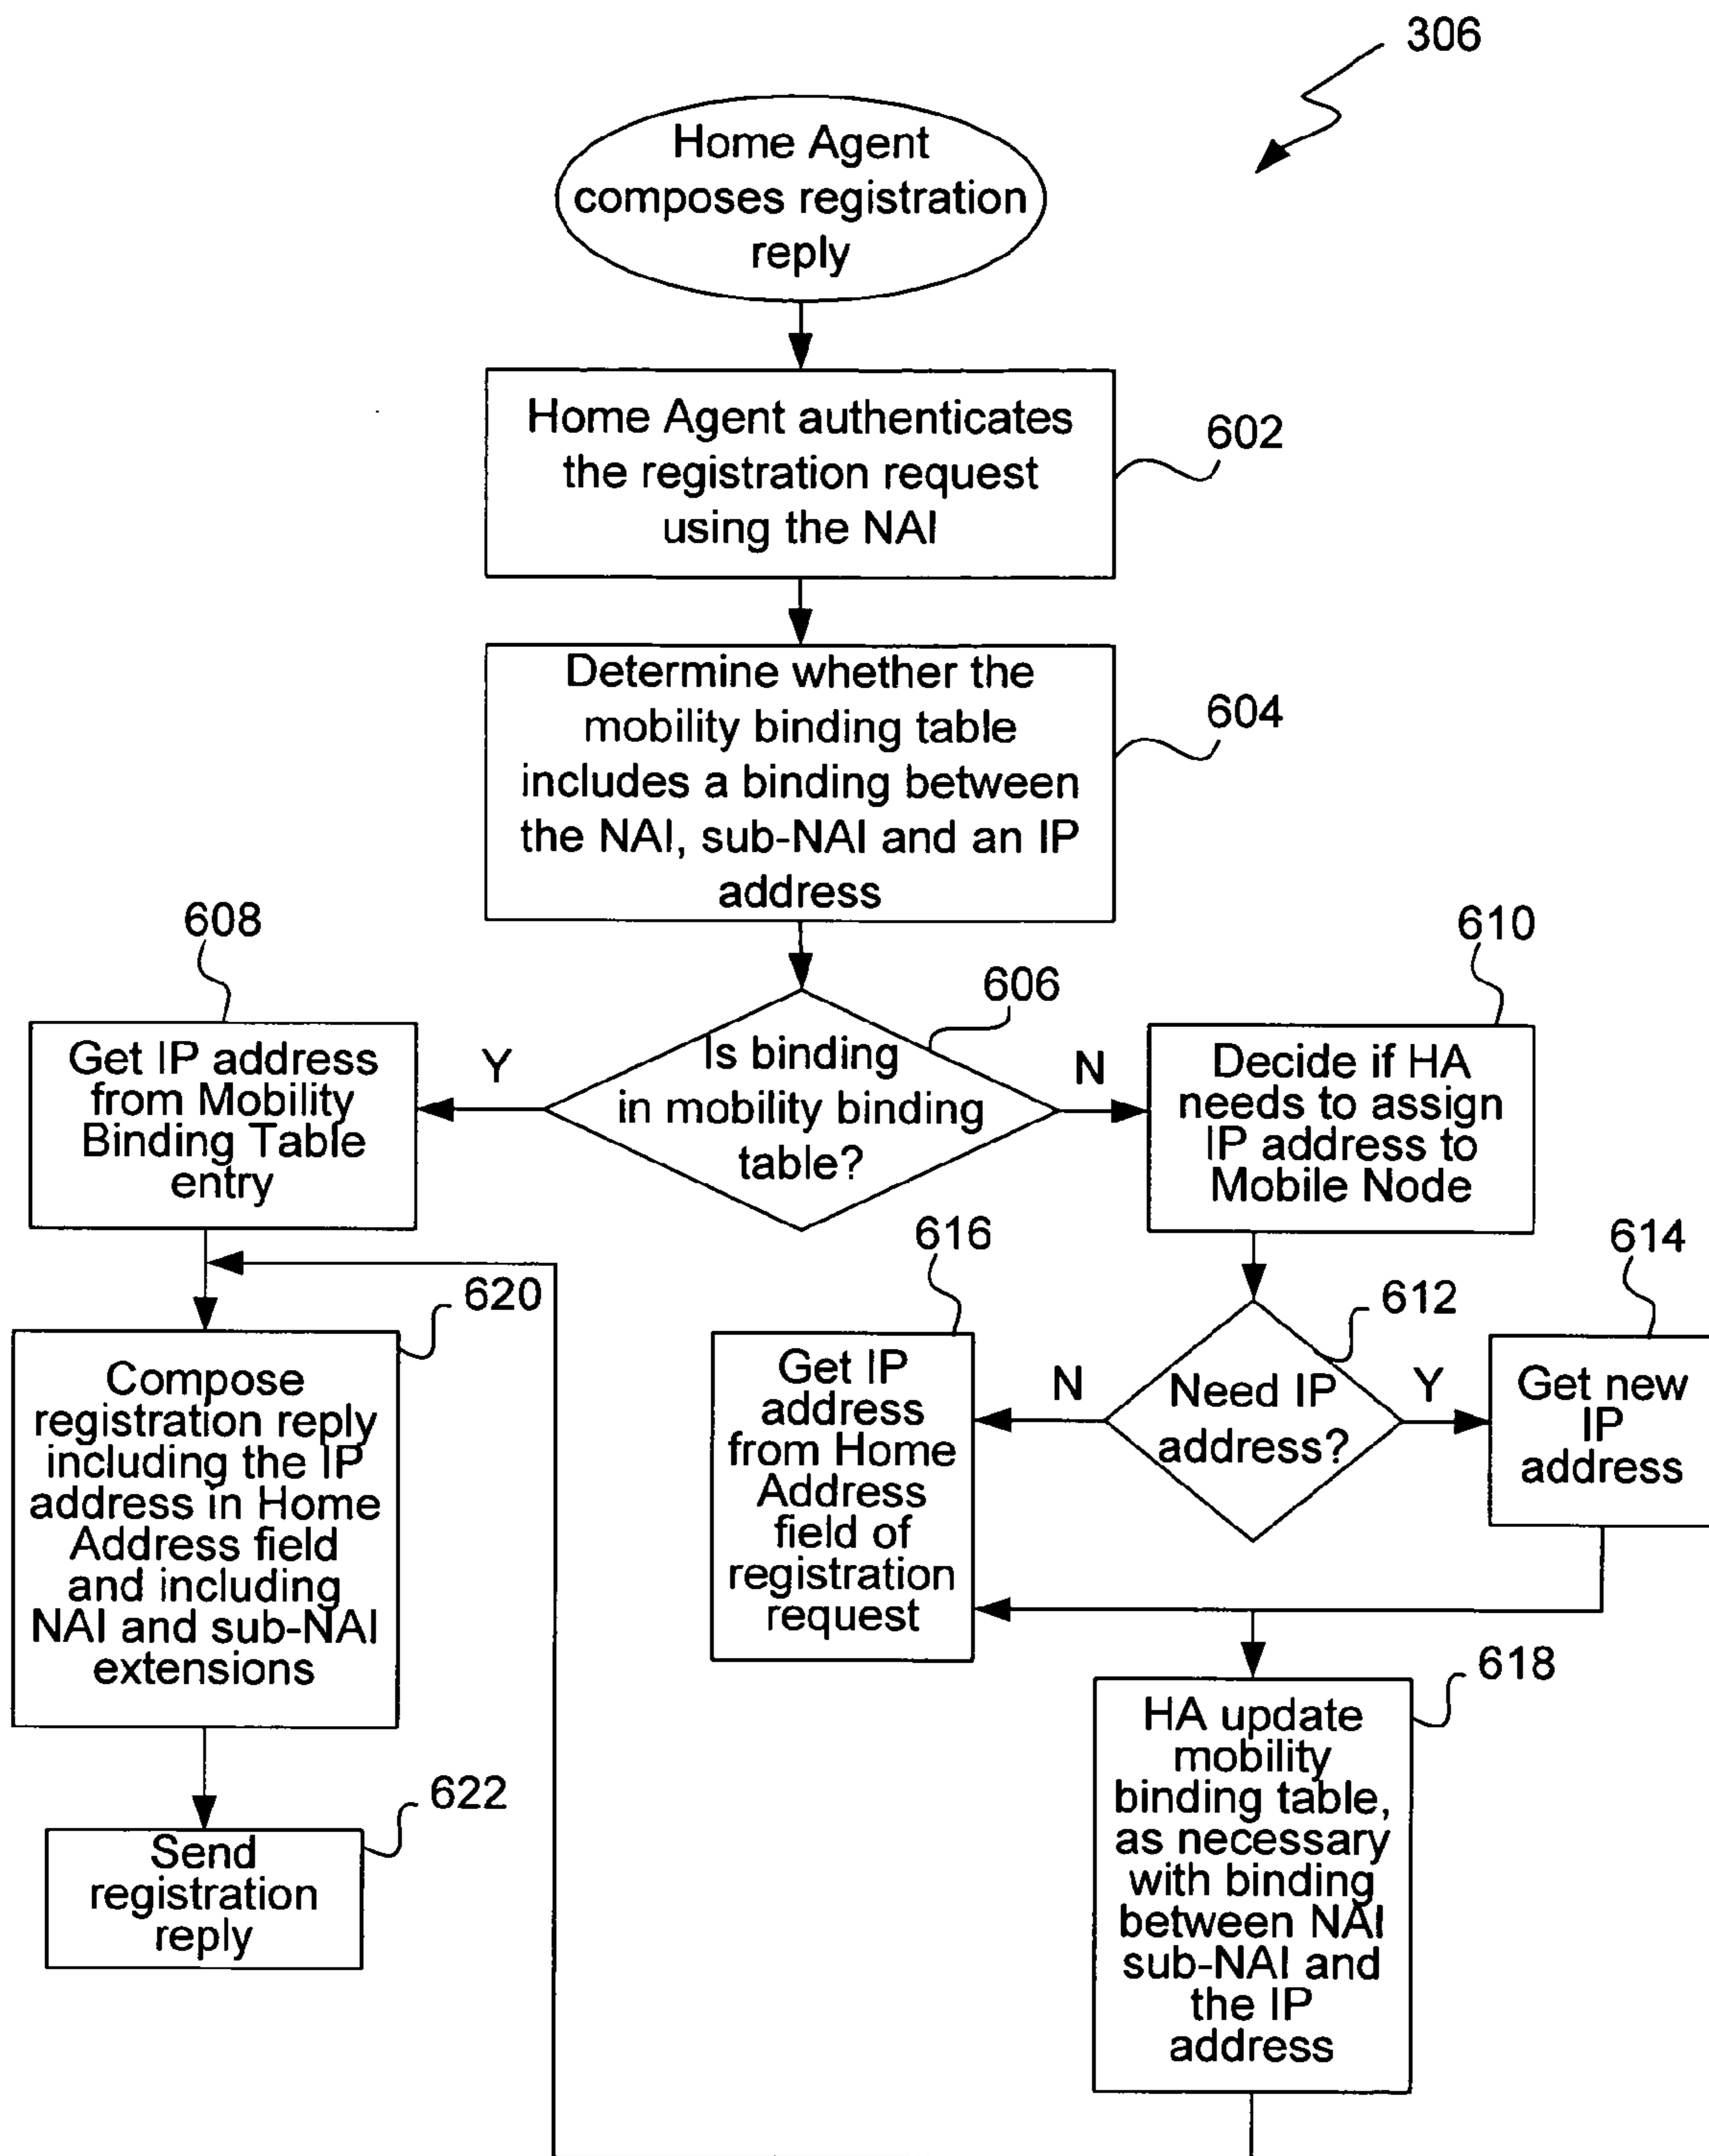 306
Home Agent
composes registration
reply
Home Agent authenticates
the registration request
using the NAI
602
Determine whether the
mobility binding table
includes a binding between
the NAI, sub-NAI and an IP
address
604
606
Is binding
in mobility binding
table?
Y
N
608
Get IP address
from Mobility
Binding Table
entry
610
Decide if HA
needs to assign
IP address to
Mobile Node
612
Need IP
address?
N
Y
614
Get new
IP
address
616
Get IP
address
from Home
Address
field of
registration
request
618
HA update
mobility
binding table,
as necessary
with binding
between NAI
sub-NAI and
the IP
address
620
Compose
registration reply
including the IP
address in Home
Address field
and including
NAI and sub-NAI
extensions
622
Send
registration
reply